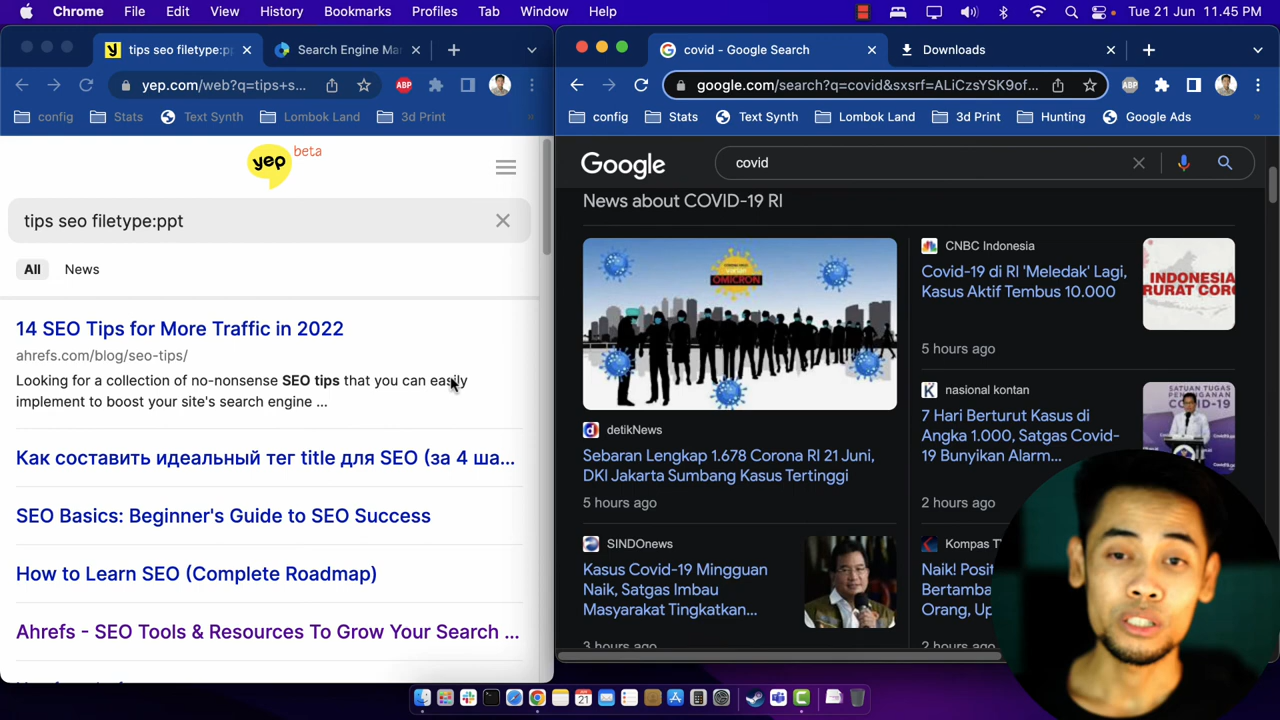 Chrome File Edit View History Bookmarks Profiles Tab Window Help Tue 21 Jun 11.45 PM
tips seo filetype:pp
Search Engine Ma
yep.com/web?q=tips+s...
config Stats Text Synth Lombok Land 3d Print
yep beta
tips seo filetype:ppt
All News
14 SEO Tips for More Traffic in 2022
ahrefs.com/blog/seo-tips/
Looking for a collection of no-nonsense SEO tips that you can easily
implement to boost your site's search engine ...
Как составить идеальный тег title для SEO (за 4 ша...
SEO Basics: Beginner's Guide to SEO Success
How to Learn SEO (Complete Roadmap)
Ahrefs - SEO Tools & Resources To Grow Your Search ...
covid - Google Search
Downloads
google.com/search?q=covid&sxsrf=ALiCzsYSK9of...
config Stats Text Synth Lombok Land 3d Print Hunting Google Ads
Google
covid
News about COVID-19 RI
OMICRON
detikNews
Sebaran Lengkap 1.678 Corona RI 21 Juni,
DKI Jakarta Sumbang Kasus Tertinggi
5 hours ago
SINDOnews
Kasus Covid-19 Mingguan
Naik, Satgas Imbau
Masyarakat Tingkatkan...
3 hours ago
CNBC Indonesia
Covid-19 di RI 'Meledak' Lagi,
Kasus Aktif Tembus 10.000
INDONESIA
5 hours ago
nasional kontan
7 Hari Berturut Kasus di
Angka 1.000, Satgas Covid-
19 Bunyikan Alarm...
SATUAN TUGAS
PENANGANAN
COVID-19
2 hours ago
Kompas
Naik!
Bertamba
Orang,
2 hours ago